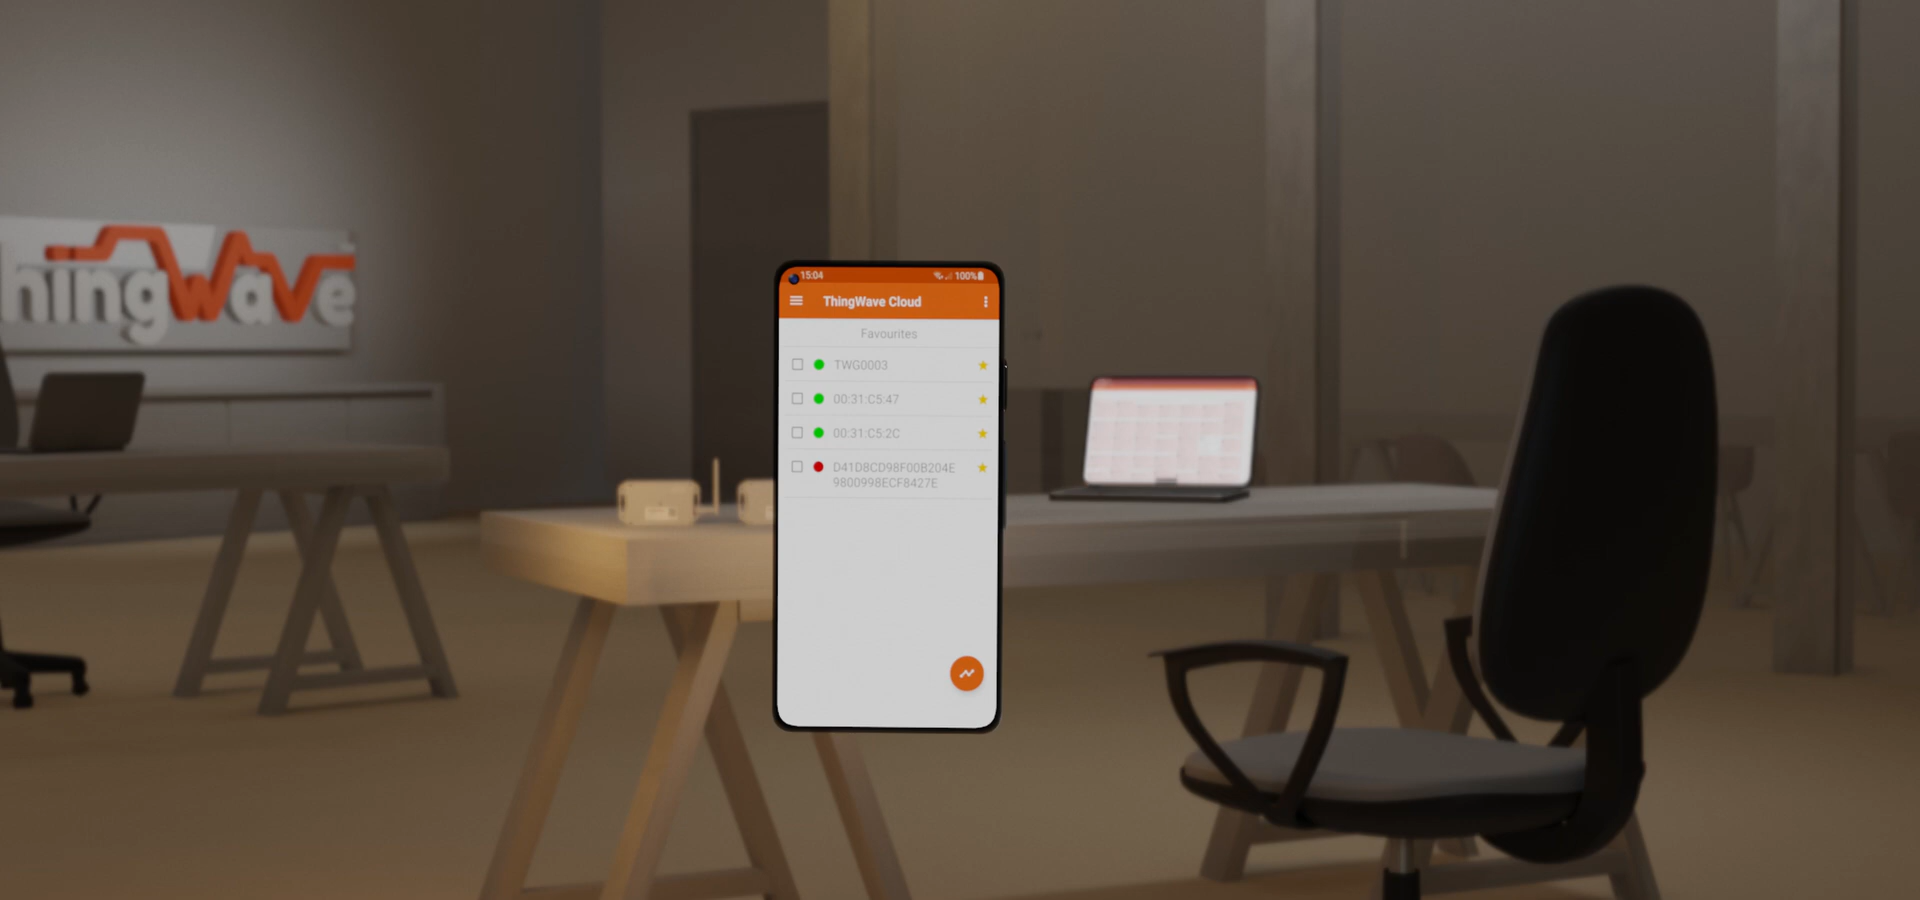 hingwave
15:04
100%
ThingWave Cloud
Favourites
TWG0003
00:31:C5:47
00:31:C5:2C
D41D8CD98F00B204E
9800998ECF8427E